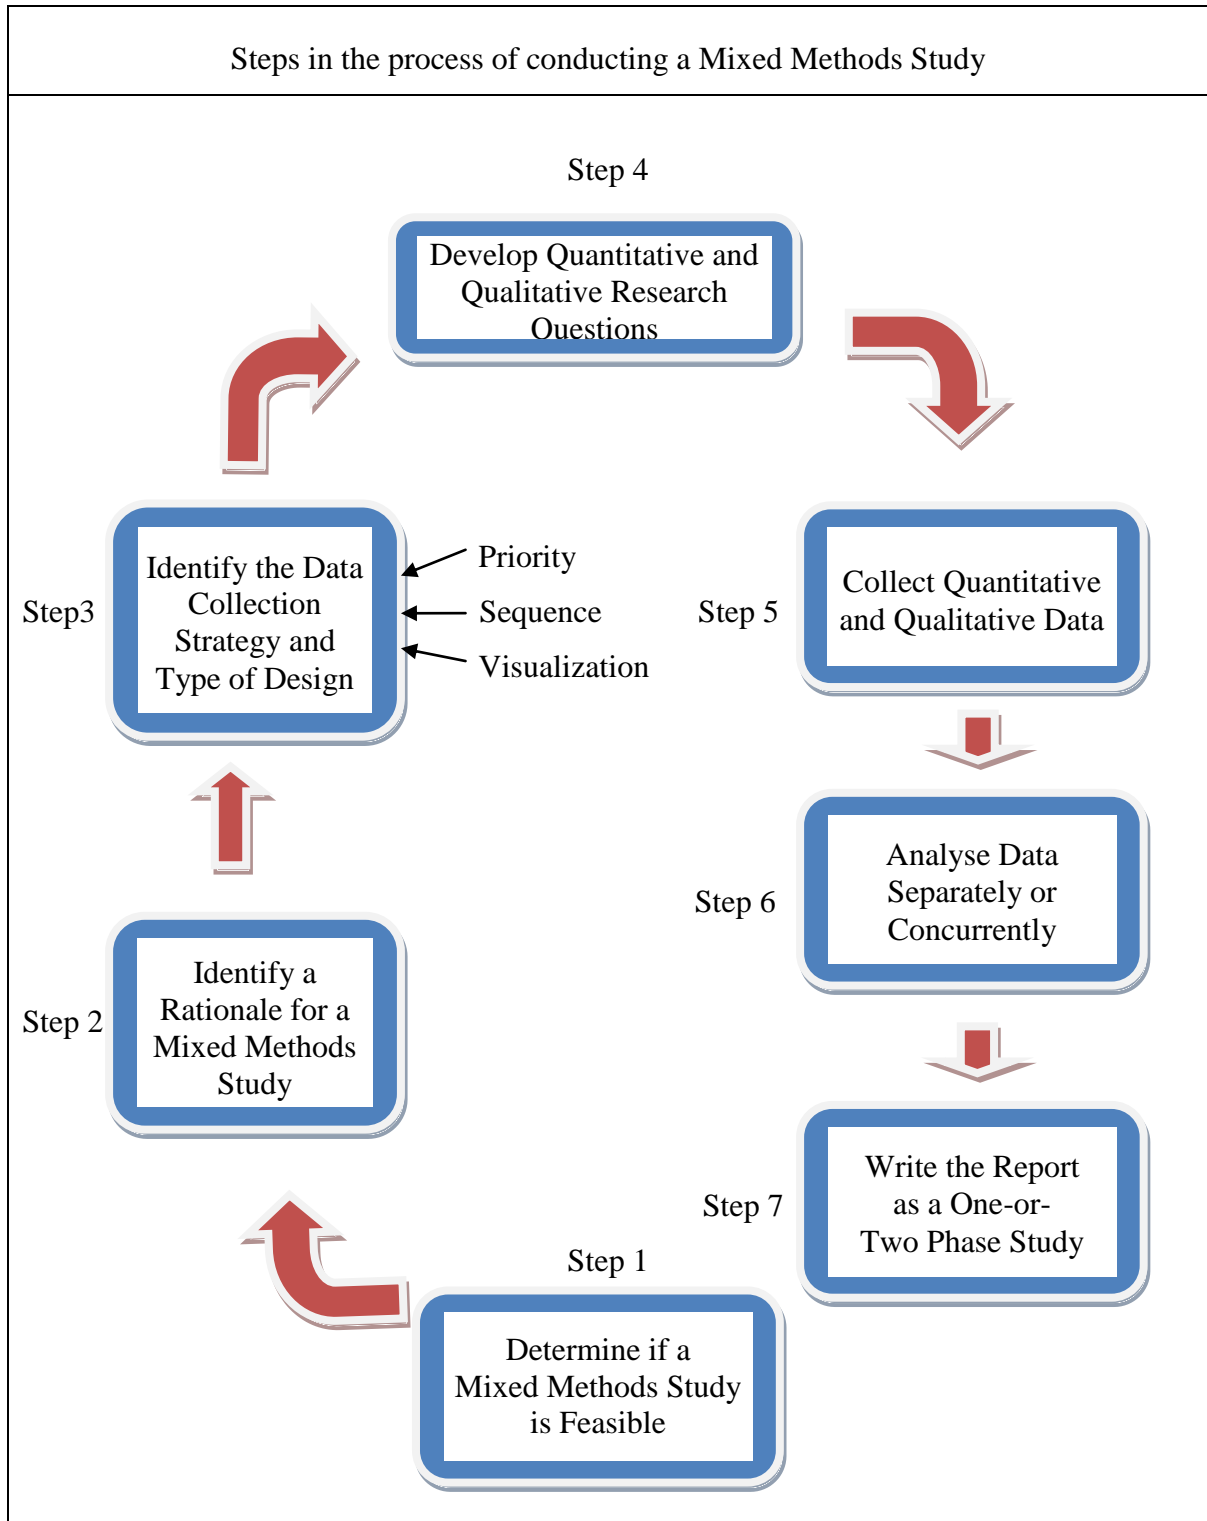 Steps in the process of conducting a Mixed Methods Study
Step 4
Develop Quantitative and
Qualitative Research
Questions
Identify the Data
Collection
Strategy and
Type of Design
Step3
Priority
Sequence
Visualization
Step 5
Collect Quantitative
and Qualitative Data
Step 6
Analyse Data
Separately or
Concurrently
Step 2
Identify a
Rationale for a
Mixed Methods
Study
Step 7
Write the Report
as a One-or-
Two Phase Study
Step 1
Determine if a
Mixed Methods Study
is Feasible